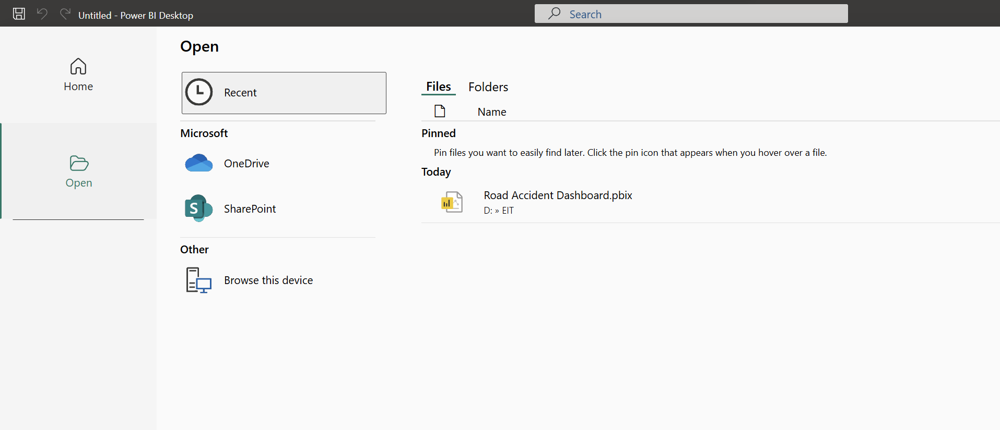 Untitled - Power BI Desktop
Search
Home
Open
Open
Recent
Microsoft
OneDrive
S
SharePoint
Other
Browse this device
Files Folders
Name
Pinned
Pin files you want to easily find later. Click the pin icon that appears when you hover over a file.
Today
Road Accident Dashboard.pbix
D: » EIT